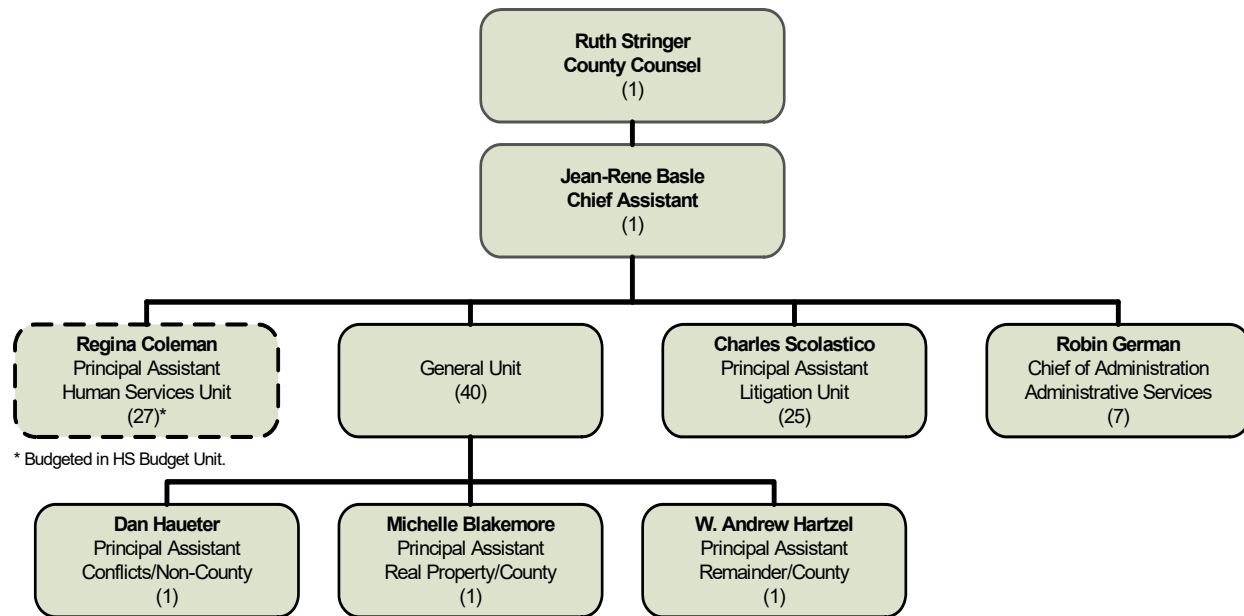 Ruth Stringer
County Counsel
(1)
Jean-Rene Basle
Chief Assistant
(1)
Regina Coleman
Principal Assistant
Human Services Unit
(27)*
General Unit
(40)
Charles Scolastico
Principal Assistant
Litigation Unit
(25)
Robin German
Chief of Administration
Administrative Services
(7)
* Budgeted in HS Budget Unit.
Dan Haueter
Principal Assistant
Conflicts/Non-County
(1)
Michelle Blakemore
Principal Assistant
Real Property/County
(1)
W. Andrew Hartzel
Principal Assistant
Remainder/County
(1)